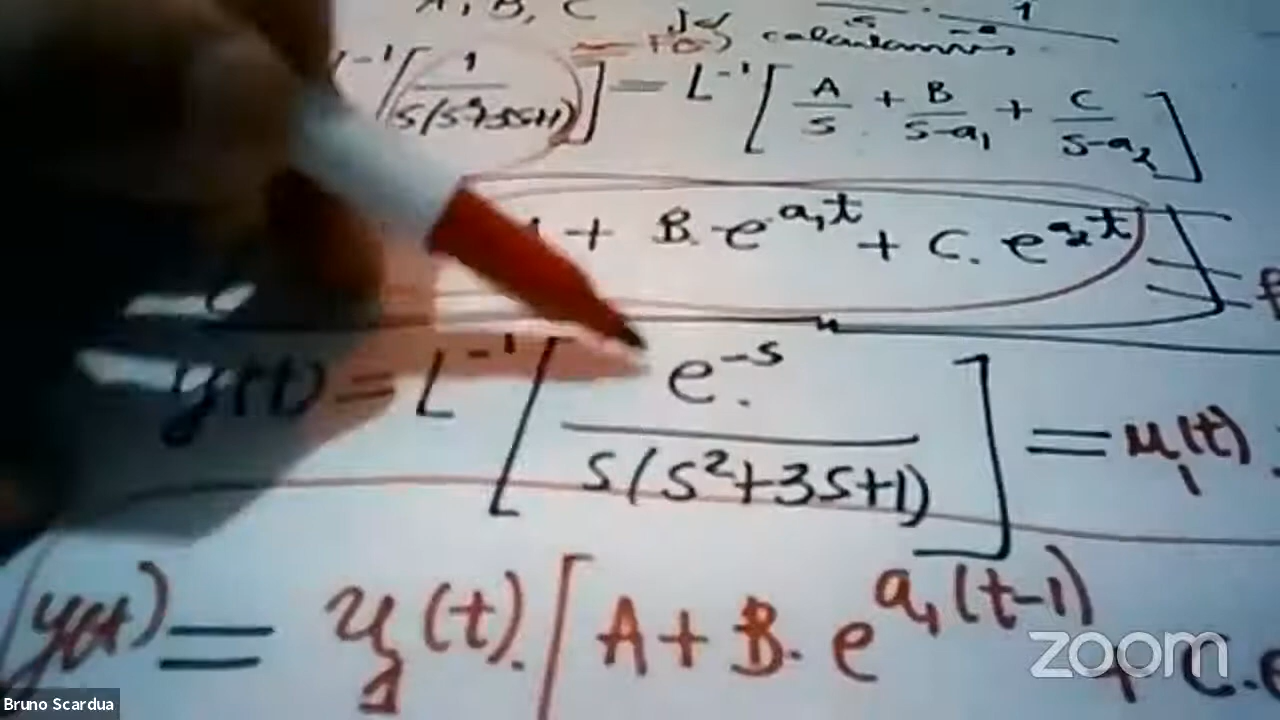 A, B, C 1
calculamos
L⁻¹[1/(s(s²+3s+1))] = L⁻¹[A/s + B/(s-a₁) + C/(s-a₂)]
+ B.e^{a₁t} + C.e^{a₂t}
y(t) = L⁻¹[e^{-s}/(s(s²+3s+1))] = u₁(t)
y(t) = u₁(t).[A + B.e^{a₁(t-1)} + C.e
zoom
Bruno Scardua